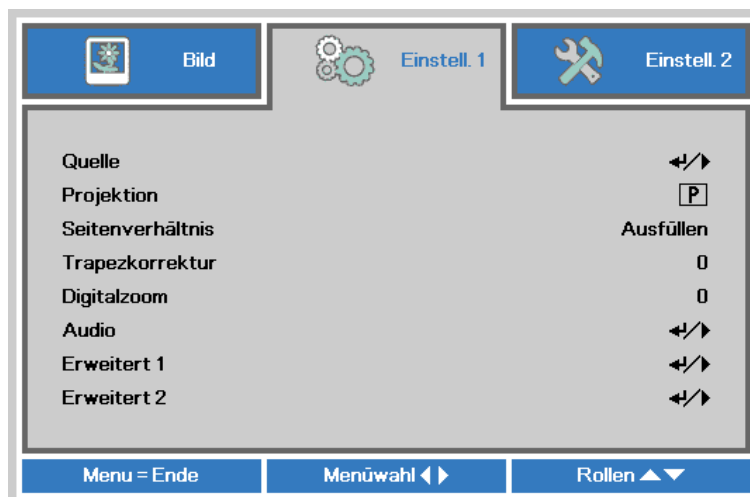 Bild Einstell. 1 Einstell. 2
Quelle ↵/▶
Projektion P
Seitenverhältnis Ausfüllen
Trapezkorrektur 0
Digitalzoom 0
Audio ↵/▶
Erweitert 1 ↵/▶
Erweitert 2 ↵/▶
Menu = Ende Menüwahl ◀▶ Rollen ▲▼